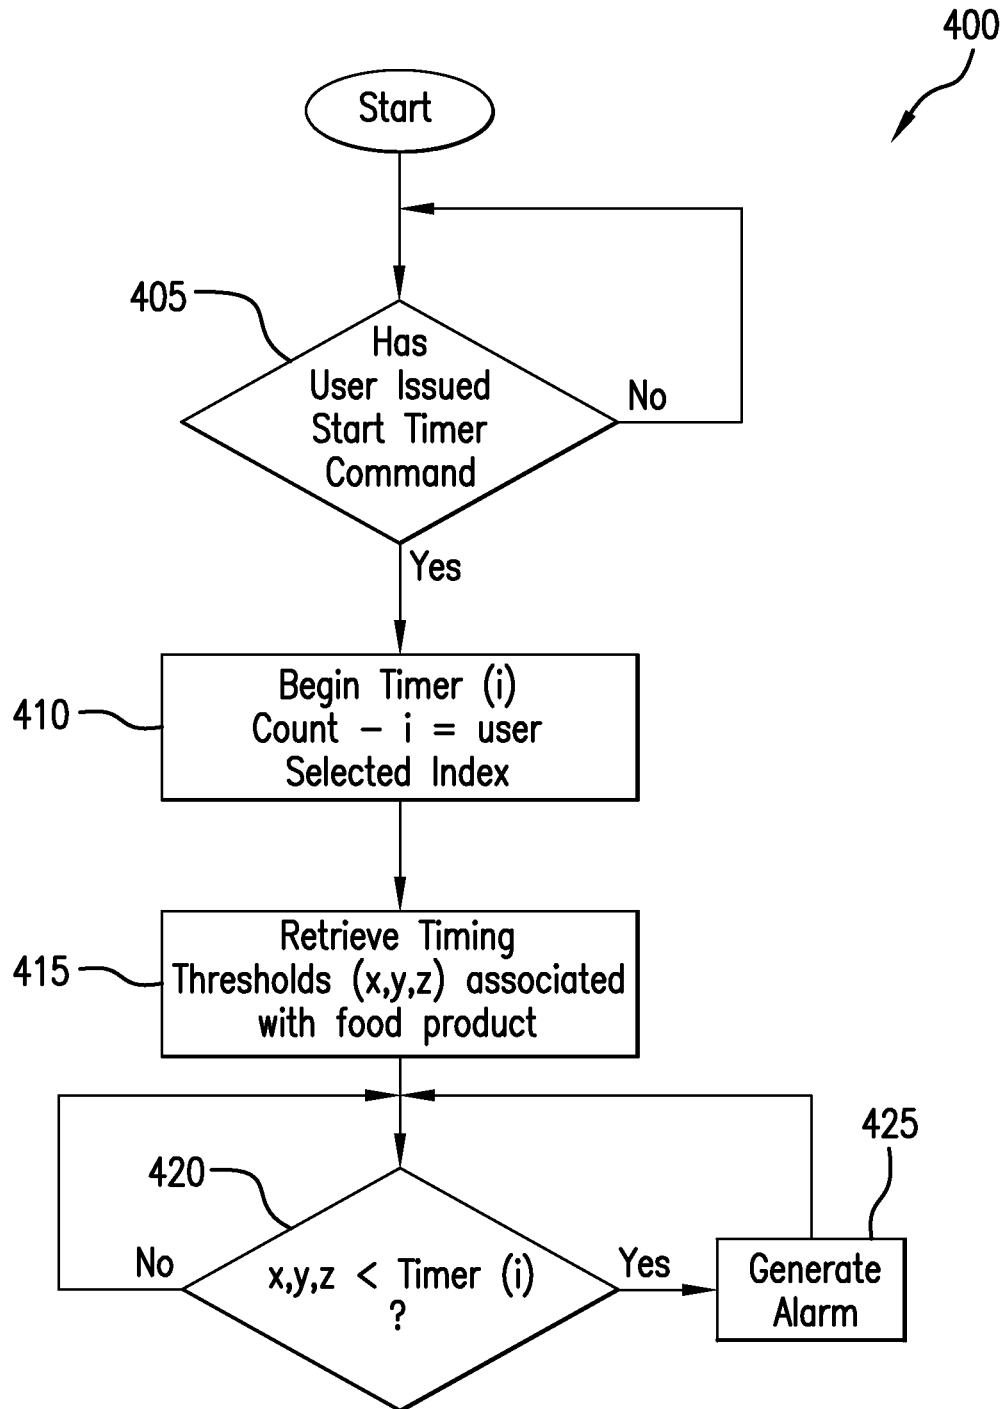 400
Start
405
Has
User Issued
Start Timer
Command
No
Yes
410
Begin Timer (i)
Count - i = user
Selected Index
415
Retrieve Timing
Thresholds (x,y,z) associated
with food product
420
425
No
x,y,z < Timer (i)
?
Yes
Generate
Alarm